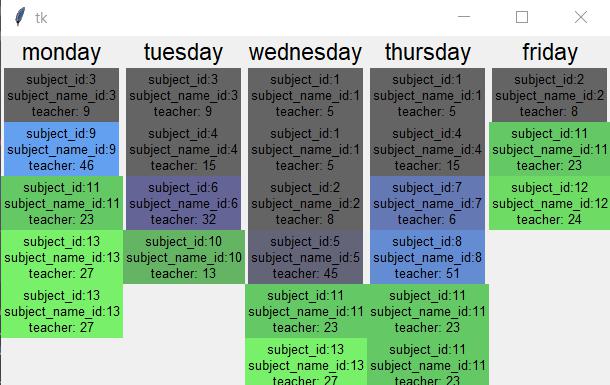 tk
monday tuesday wednesday thursday friday
subject_id:3 subject_id:3 subject_id:1 subject_id:1 subject_id:2
subject_name_id:3 subject_name_id:3 subject_name_id:1 subject_name_id:1 subject_name_id:2
teacher: 9 teacher: 9 teacher: 5 teacher: 5 teacher: 8
subject_id:9 subject_id:4 subject_id:1 subject_id:4 subject_id:11
subject_name_id:9 subject_name_id:4 subject_name_id:1 subject_name_id:4 subject_name_id:11
teacher: 46 teacher: 15 teacher: 5 teacher: 15 teacher: 23
subject_id:11 subject_id:6 subject_id:2 subject_id:7 subject_id:12
subject_name_id:11 subject_name_id:6 subject_name_id:2 subject_name_id:7 subject_name_id:12
teacher: 23 teacher: 32 teacher: 8 teacher: 6 teacher: 24
subject_id:13 subject_id:10 subject_id:5 subject_id:8
subject_name_id:13 subject_name_id:10 subject_name_id:5 subject_name_id:8
teacher: 27 teacher: 13 teacher: 45 teacher: 51
subject_id:13 subject_id:11 subject_id:11
subject_name_id:13 subject_name_id:11 subject_name_id:11
teacher: 27 teacher: 23 teacher: 23
subject_id:13 subject_id:11
subject_name_id:13 subject_name_id:11
teacher: 27 teacher: 23